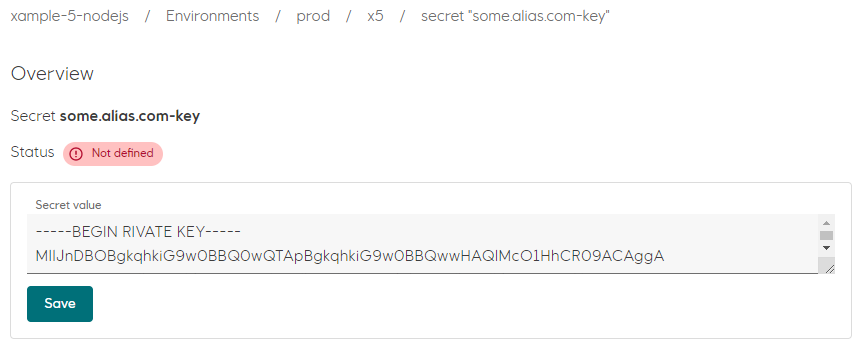 xample-5-nodejs / Environments / prod / x5 / secret "some.alias.com-key"
Overview
Secret some.alias.com-key
Status Not defined
Secret value
-----BEGIN RIVATE KEY-----
MIIJnDBOBgkqhkiG9w0BBQ0wQTApBgkqhkiG9w0BBQwwHAQIMcO1HhCR09ACAggA
Save